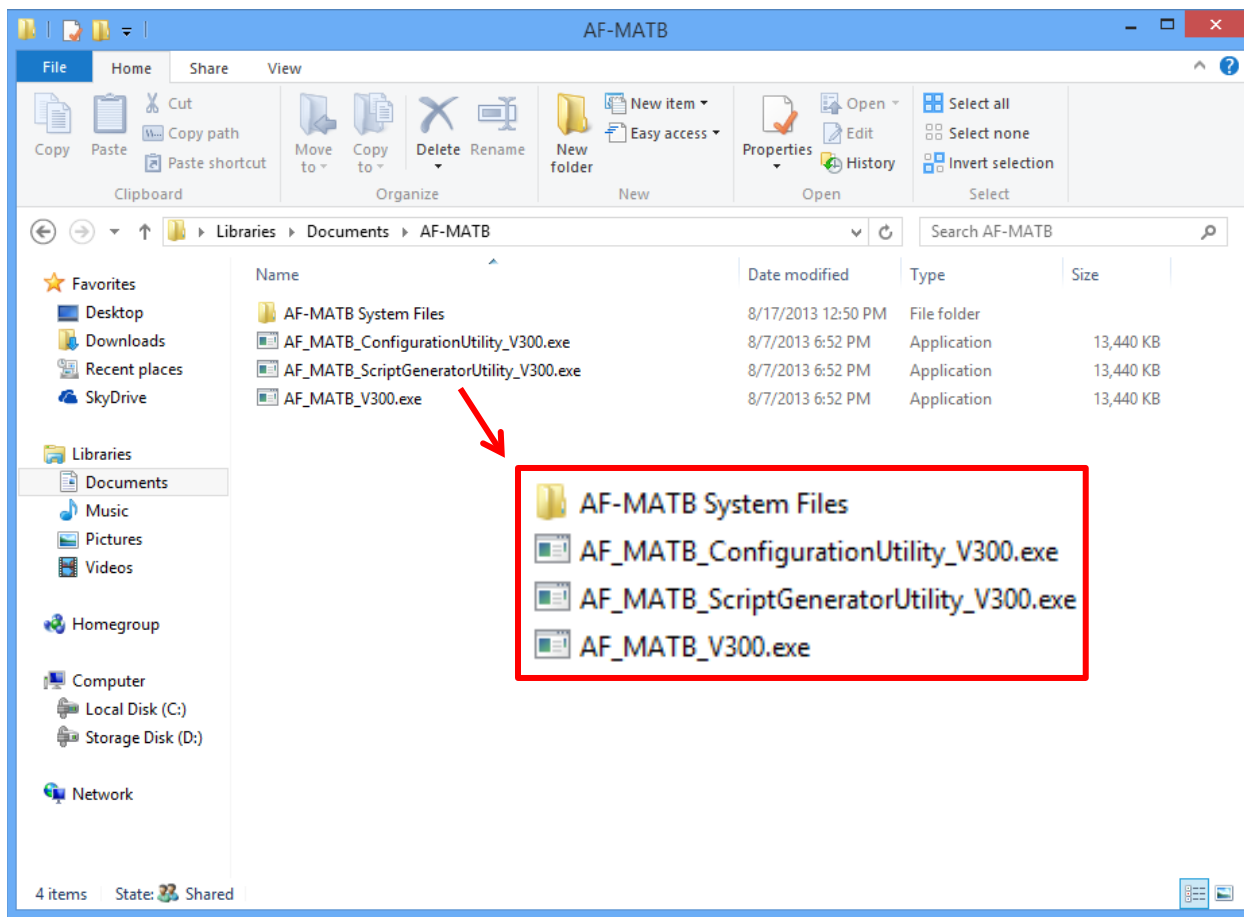 AF-MATB
File Home Share View
Cut
Copy path
Paste shortcut
Copy Paste
Clipboard
Move to Copy to Delete Rename
Organize
New item
Easy access
New folder
New
Properties
Open
Edit
History
Open
Select all
Select none
Invert selection
Select
Libraries Documents AF-MATB
Search AF-MATB
Favorites
Desktop
Downloads
Recent places
SkyDrive
Libraries
Documents
Music
Pictures
Videos
Homegroup
Computer
Local Disk (C:)
Storage Disk (D:)
Network
Name Date modified Type Size
AF-MATB System Files 8/17/2013 12:50 PM File folder
AF_MATB_ConfigurationUtility_V300.exe 8/7/2013 6:52 PM Application 13,440 KB
AF_MATB_ScriptGeneratorUtility_V300.exe 8/7/2013 6:52 PM Application 13,440 KB
AF_MATB_V300.exe 8/7/2013 6:52 PM Application 13,440 KB
AF-MATB System Files
AF_MATB_ConfigurationUtility_V300.exe
AF_MATB_ScriptGeneratorUtility_V300.exe
AF_MATB_V300.exe
4 items State: Shared